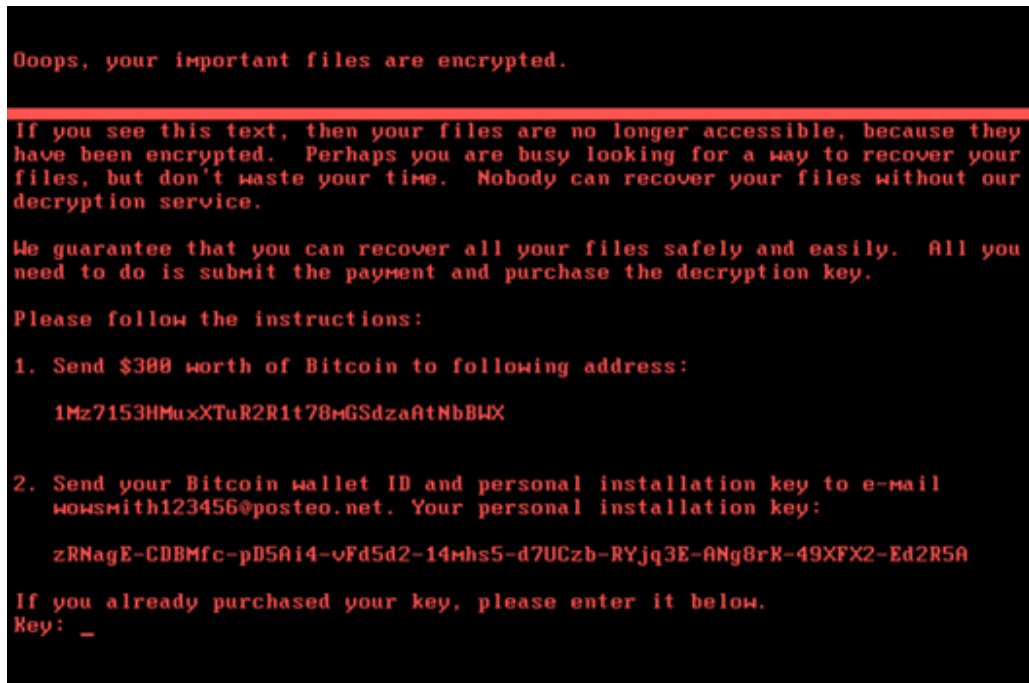 Ooops, your important files are encrypted.
If you see this text, then your files are no longer accessible, because they
have been encrypted.  Perhaps you are busy looking for a way to recover your
files, but don't waste your time.  Nobody can recover your files without our
decryption service.
We guarantee that you can recover all your files safely and easily.  All you
need to do is submit the payment and purchase the decryption key.
Please follow the instructions:
1. Send $300 worth of Bitcoin to following address:
1Mz7153HMuxXTuR2R1t78mGSdzaAtNbBWX
2. Send your Bitcoin wallet ID and personal installation key to e-mail
wowsmith123456@posteo.net. Your personal installation key:
zRNagE-CDBMfc-pD5Ai4-vFd5d2-14mhs5-d7UCzb-RYjq3E-ANg8rK-49XFX2-Ed2R5A
If you already purchased your key, please enter it below.
Key: _